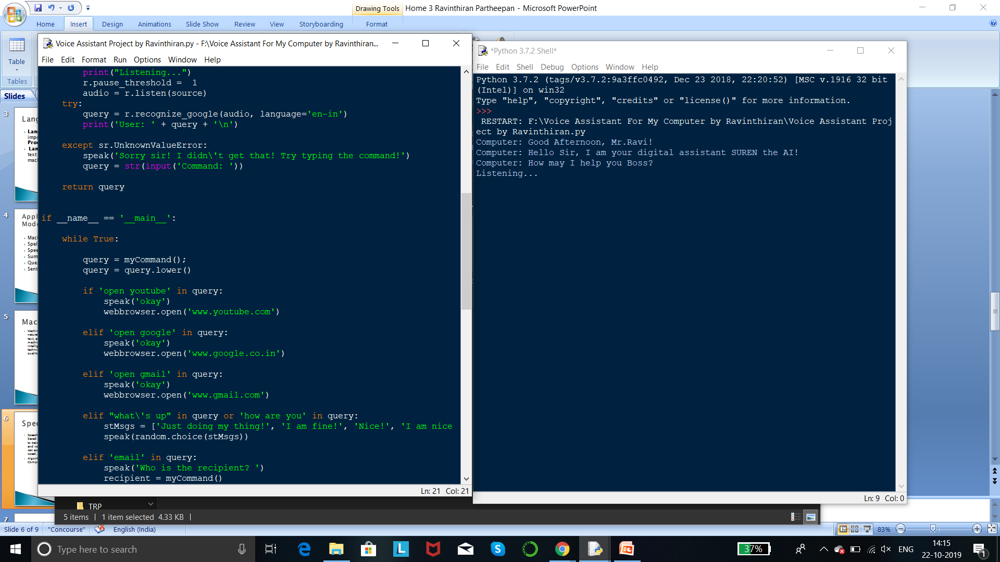 Drawing Tools
Home 3 Ravinthiran Partheepan - Microsoft PowerPoint
Home Insert Design Animations Slide Show Review View Storyboarding Format
Table
Tables
Slides
3
4
5
6
7
Voice Assistant Project by Ravinthiran.py - F:\Voice Assistant For My Computer by Ravinthiran...
File Edit Format Run Options Window Help
print("Listening...")
r.pause_threshold =  1
audio = r.listen(source)
try:
query = r.recognize_google(audio, language='en-in')
print('User: ' + query + '\n')
except sr.UnknownValueError:
speak('Sorry sir! I didn\'t get that! Try typing the command!')
query = str(input('Command: '))
return query
if __name__ == '__main__':
while True:
query = myCommand();
query = query.lower()
if 'open youtube' in query:
speak('okay')
webbrowser.open('www.youtube.com')
elif 'open google' in query:
speak('okay')
webbrowser.open('www.google.co.in')
elif 'open gmail' in query:
speak('okay')
webbrowser.open('www.gmail.com')
elif "what\'s up" in query or 'how are you' in query:
stMsgs = ['Just doing my thing!', 'I am fine!', 'Nice!', 'I am nice
speak(random.choice(stMsgs))
elif 'email' in query:
speak('Who is the recipient? ')
recipient = myCommand()
Ln: 21 Col: 21
*Python 3.7.2 Shell*
File Edit Shell Debug Options Window Help
Python 3.7.2 (tags/v3.7.2:9a3ffc0492, Dec 23 2018, 22:20:52) [MSC v.1916 32 bit
(Intel)] on win32
Type "help", "copyright", "credits" or "license()" for more information.
>>>
RESTART: F:\Voice Assistant For My Computer by Ravinthiran\Voice Assistant Proj
ect by Ravinthiran.py
Computer: Good Afternoon, Mr.Ravi!
Computer: Hello Sir, I am your digital assistant SUREN the AI!
Computer: How may I help you Boss?
Listening...
Ln: 9 Col: 0
TRP
5 items | 1 item selected 4.33 KB |
Slide 6 of 9 "Concourse" English (India) 83%
Type here to search
37%
ENG
14:15
22-10-2019
1